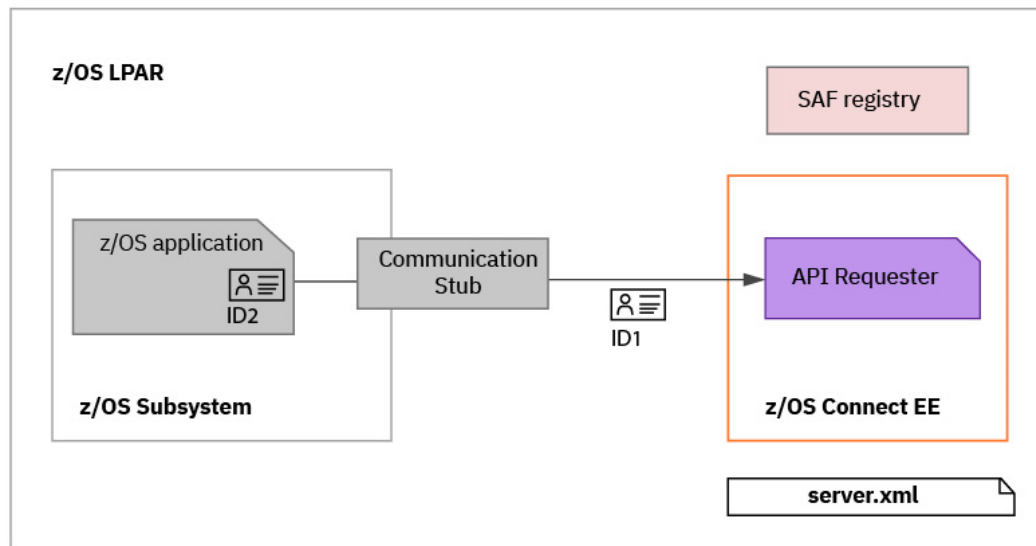 z/OS LPAR
SAF registry
z/OS application
ID2
Communication
Stub
ID1
API Requester
z/OS Subsystem
z/OS Connect EE
server.xml